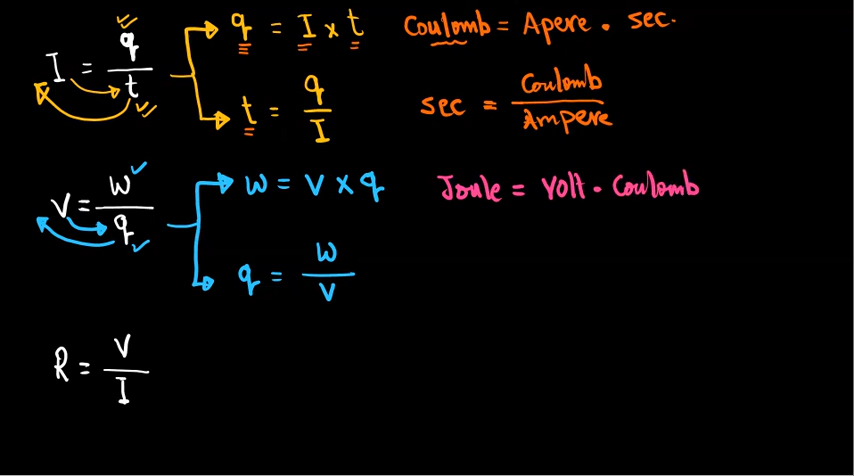 I = q/t
q = I x t
Coulomb = Apere . sec.
t = q/I
sec = Coulomb/Ampere
V = W/q
W = V x q
Joule = Volt . Coulomb
q = W/V
R = V/I